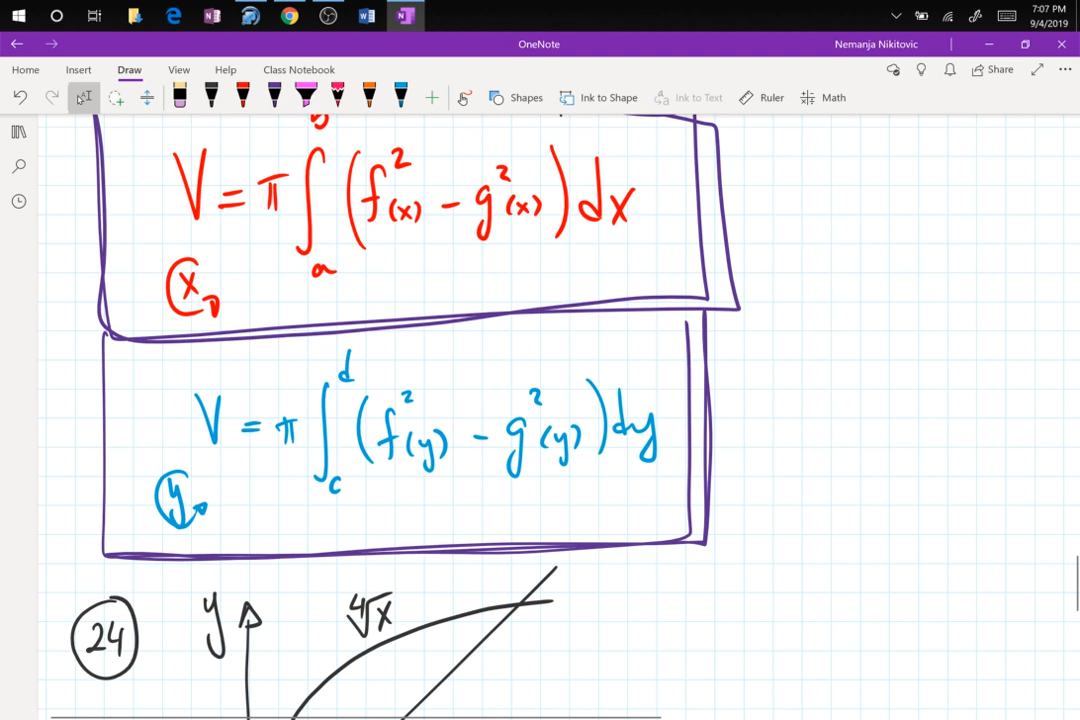 7:07 PM
9/4/2019
OneNote
Nemanja Nikitovic
Home Insert Draw View Help Class Notebook
Share
Shapes Ink to Shape Ink to Text Ruler Math
b
V = π ∫ (f²(x) - g²(x)) dx
a
x
d
V = π ∫ (f²(y) - g²(y)) dy
c
y
24
y
∜x